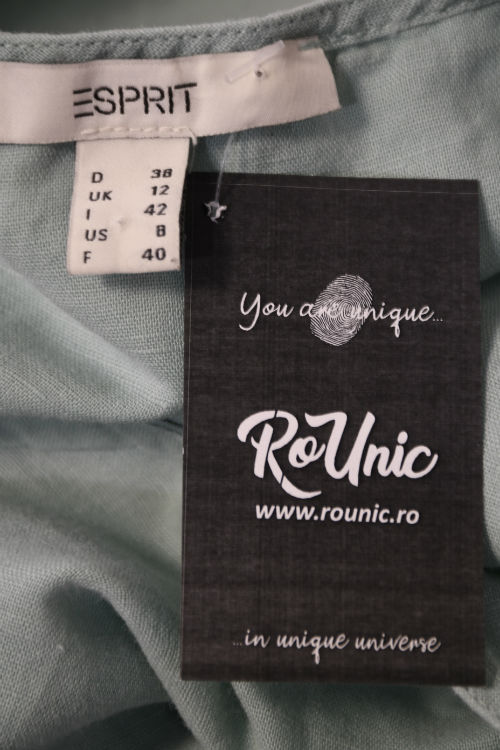 ESPRIT
D 38
UK 12
I 42
US 8
F 40
You are unique...
RoUnic
www.rounic.ro
...in unique universe